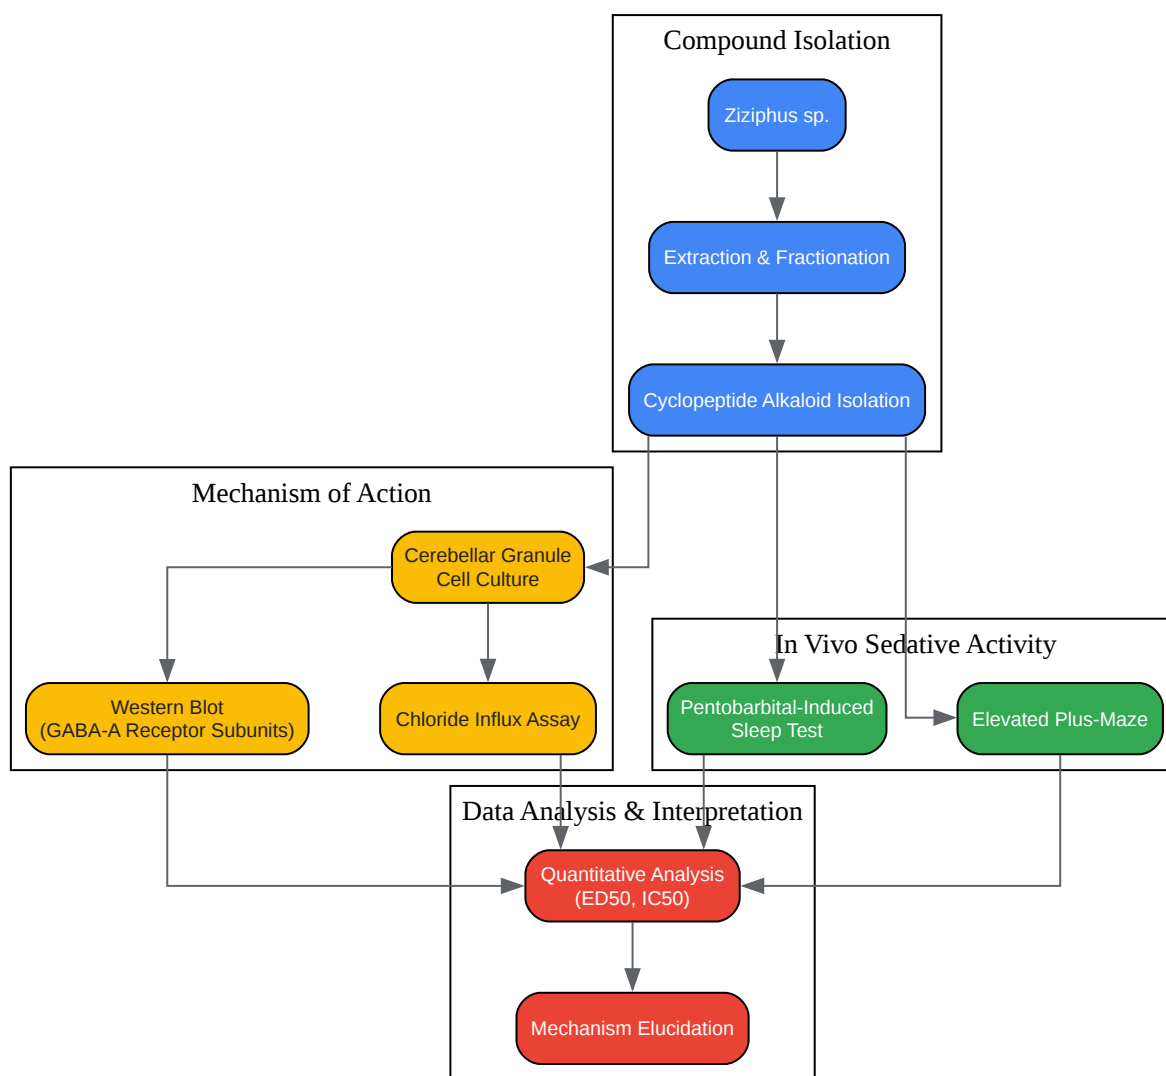 Compound Isolation
Ziziphus sp.
Extraction & Fractionation
Cyclopeptide Alkaloid Isolation
Mechanism of Action
Cerebellar Granule
Cell Culture
Western Blot
(GABA-A Receptor Subunits)
Chloride Influx Assay
In Vivo Sedative Activity
Pentobarbital-Induced
Sleep Test
Elevated Plus-Maze
Data Analysis & Interpretation
Quantitative Analysis
(ED50, IC50)
Mechanism Elucidation